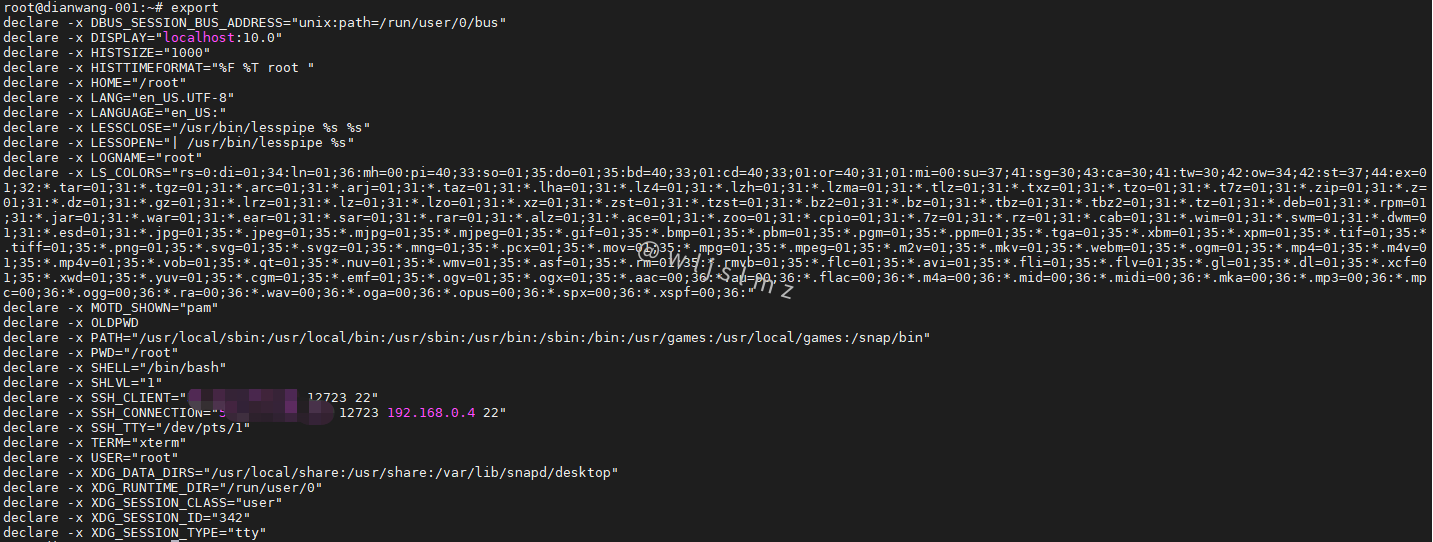 root@dianwang-001:~# export
declare -x DBUS_SESSION_BUS_ADDRESS="unix:path=/run/user/0/bus"
declare -x DISPLAY="localhost:10.0"
declare -x HISTSIZE="1000"
declare -x HISTTIMEFORMAT="%F %T root "
declare -x HOME="/root"
declare -x LANG="en_US.UTF-8"
declare -x LANGUAGE="en_US:"
declare -x LESSCLOSE="/usr/bin/lesspipe %s %s"
declare -x LESSOPEN="| /usr/bin/lesspipe %s"
declare -x LOGNAME="root"
declare -x LS_COLORS="rs=0:di=01;34:ln=01;36:mh=00:pi=40;33:so=01;35:do=01;35:bd=40;33;01:cd=40;33;01:or=40;31;01:mi=00:su=37;41:sg=30;43:ca=30;41:tw=30;42:ow=34;42:st=37;44:ex=0
1;32:*.tar=01;31:*.tgz=01;31:*.arc=01;31:*.arj=01;31:*.taz=01;31:*.lha=01;31:*.lz4=01;31:*.lzh=01;31:*.lzma=01;31:*.tlz=01;31:*.txz=01;31:*.tzo=01;31:*.t7z=01;31:*.zip=01;31:*.z=
01;31:*.dz=01;31:*.gz=01;31:*.lrz=01;31:*.lz=01;31:*.lzo=01;31:*.xz=01;31:*.zst=01;31:*.tzst=01;31:*.bz2=01;31:*.bz=01;31:*.tbz=01;31:*.tbz2=01;31:*.tz=01;31:*.deb=01;31:*.rpm=01
;31:*.jar=01;31:*.war=01;31:*.ear=01;31:*.sar=01;31:*.rar=01;31:*.alz=01;31:*.ace=01;31:*.zoo=01;31:*.cpio=01;31:*.7z=01;31:*.rz=01;31:*.cab=01;31:*.wim=01;31:*.swm=01;31:*.dwm=0
1;31:*.esd=01;31:*.jpg=01;35:*.jpeg=01;35:*.mjpg=01;35:*.mjpeg=01;35:*.gif=01;35:*.bmp=01;35:*.pbm=01;35:*.pgm=01;35:*.ppm=01;35:*.tga=01;35:*.xbm=01;35:*.xpm=01;35:*.tif=01;35:*
.tiff=01;35:*.png=01;35:*.svg=01;35:*.svgz=01;35:*.mng=01;35:*.pcx=01;35:*.mov=01;35:*.mpg=01;35:*.mpeg=01;35:*.m2v=01;35:*.mkv=01;35:*.webm=01;35:*.ogm=01;35:*.mp4=01;35:*.m4v=0
1;35:*.mp4v=01;35:*.vob=01;35:*.qt=01;35:*.nuv=01;35:*.wmv=01;35:*.asf=01;35:*.rm=01;35:*.rmvb=01;35:*.flc=01;35:*.avi=01;35:*.fli=01;35:*.flv=01;35:*.gl=01;35:*.dl=01;35:*.xcf=0
1;35:*.xwd=01;35:*.yuv=01;35:*.cgm=01;35:*.emf=01;35:*.ogv=01;35:*.ogx=01;35:*.aac=00;36:*.au=00;36:*.flac=00;36:*.m4a=00;36:*.mid=00;36:*.midi=00;36:*.mka=00;36:*.mp3=00;36:*.mp
c=00;36:*.ogg=00;36:*.ra=00;36:*.wav=00;36:*.oga=00;36:*.opus=00;36:*.spx=00;36:*.xspf=00;36:"
@wljslmz
declare -x MOTD_SHOWN="pam"
declare -x OLDPWD
declare -x PATH="/usr/local/sbin:/usr/local/bin:/usr/sbin:/usr/bin:/sbin:/bin:/usr/games:/usr/local/games:/snap/bin"
declare -x PWD="/root"
declare -x SHELL="/bin/bash"
declare -x SHLVL="1"
declare -x SSH_CLIENT=" 12723 22"
declare -x SSH_CONNECTION=" 12723 192.168.0.4 22"
declare -x SSH_TTY="/dev/pts/1"
declare -x TERM="xterm"
declare -x USER="root"
declare -x XDG_DATA_DIRS="/usr/local/share:/usr/share:/var/lib/snapd/desktop"
declare -x XDG_RUNTIME_DIR="/run/user/0"
declare -x XDG_SESSION_CLASS="user"
declare -x XDG_SESSION_ID="342"
declare -x XDG_SESSION_TYPE="tty"